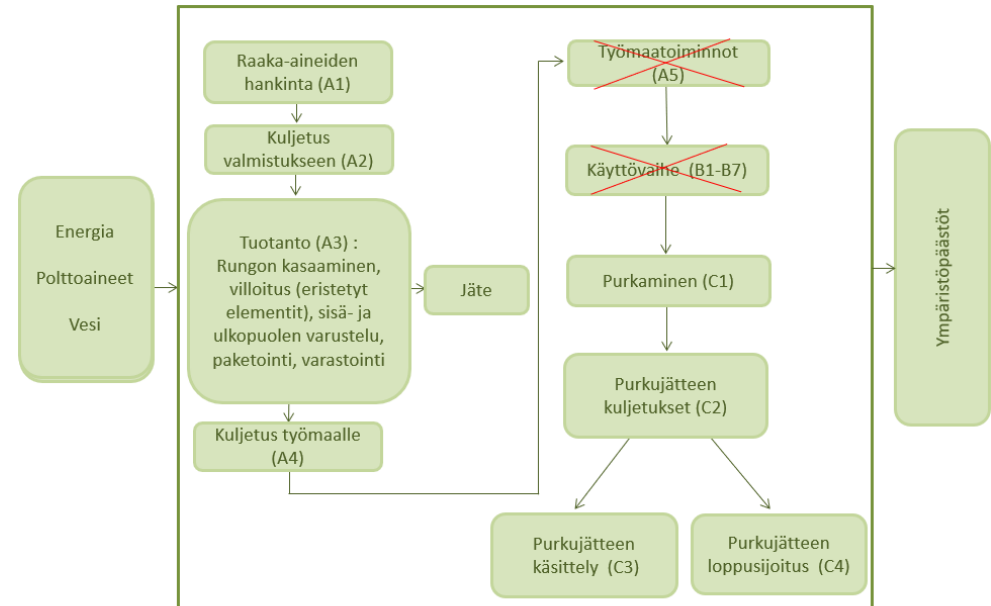 Energia
Polttoaineet
Vesi
Raaka-aineiden
hankinta (A1)
Kuljetus
valmistukseen (A2)
Tuotanto (A3) :
Rungon kasaaminen,
villoitus (eristetyt
elementit), sisä- ja
ulkopuolen varustelu,
paketointi, varastointi
Jäte
Kuljetus työmaalle
(A4)
Työmaatoiminnot
(A5)
Käyttövaihe (B1-B7)
Purkaminen (C1)
Purkujätteen
kuljetukset (C2)
Purkujätteen
käsittely (C3)
Purkujätteen
loppusijoitus (C4)
Ympäristöpäästöt